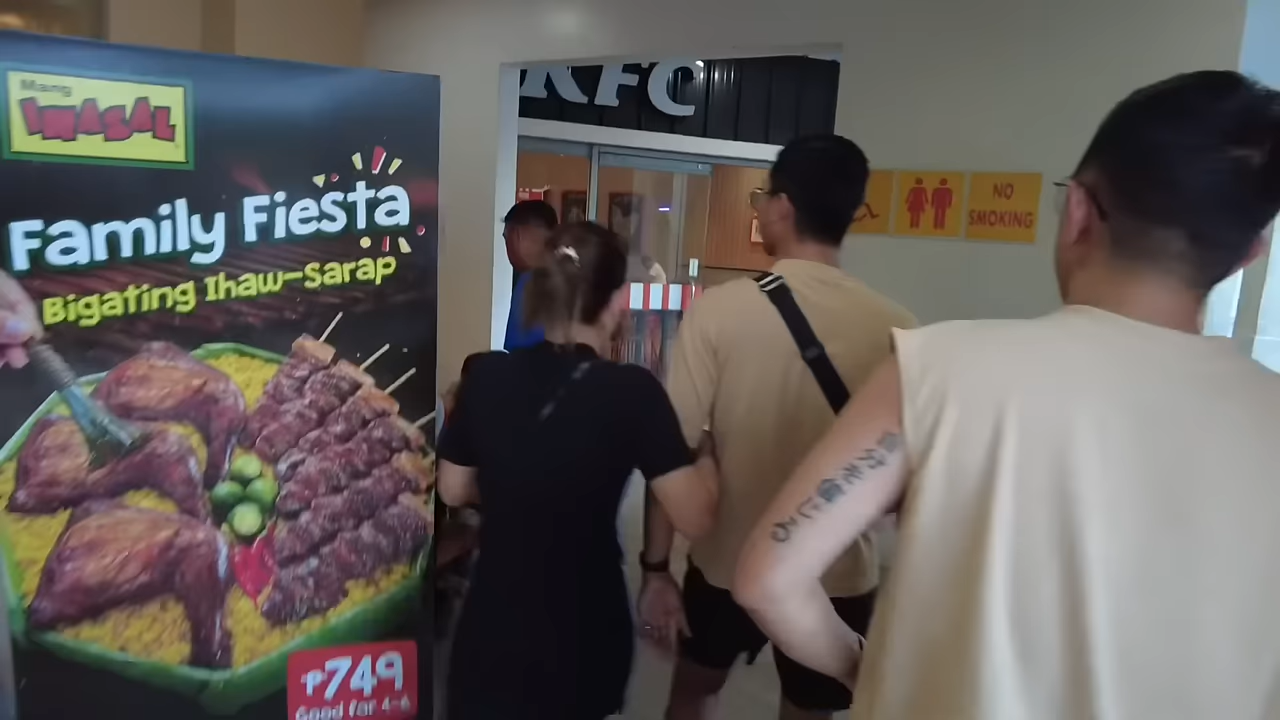 Mang
INASAL
Family Fiesta
Bigating Ihaw-Sarap
₱749
Good for 4-6
KFC
NO
SMOKING